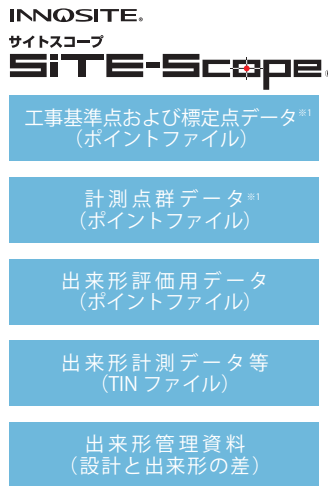 INNOSITE®
サイトスコープ
SiTE-Scope®
工事基準点および標定点データ※1
（ポイントファイル）
計測点群データ※1
（ポイントファイル）
出来形評価用データ
（ポイントファイル）
出来形計測データ等
（TIN ファイル）
出来形管理資料
（設計と出来形の差）